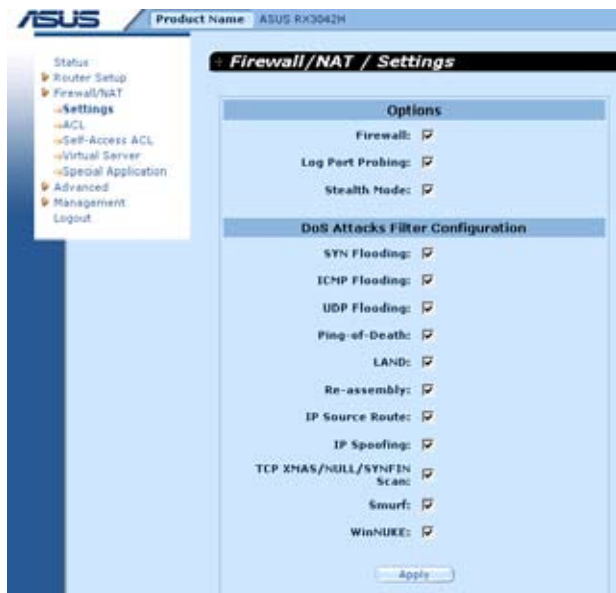 ASUS
Product Name ASUS RX3042H
Status
Router Setup
Firewall/NAT
Settings
ACL
Self-Access ACL
Virtual Server
Special Application
Advanced
Management
Logout
Firewall/NAT / Settings
Options
Firewall:
Log Port Probing:
Stealth Mode:
DoS Attacks Filter Configuration
SYN Flooding:
ICMP Flooding:
UDP Flooding:
Ping-of-Death:
LAND:
Re-assembly:
IP Source Route:
IP Spoofing:
TCP XMAS/NULL/SYNFIN
Scan:
Smurf:
WinNUKE:
Apply